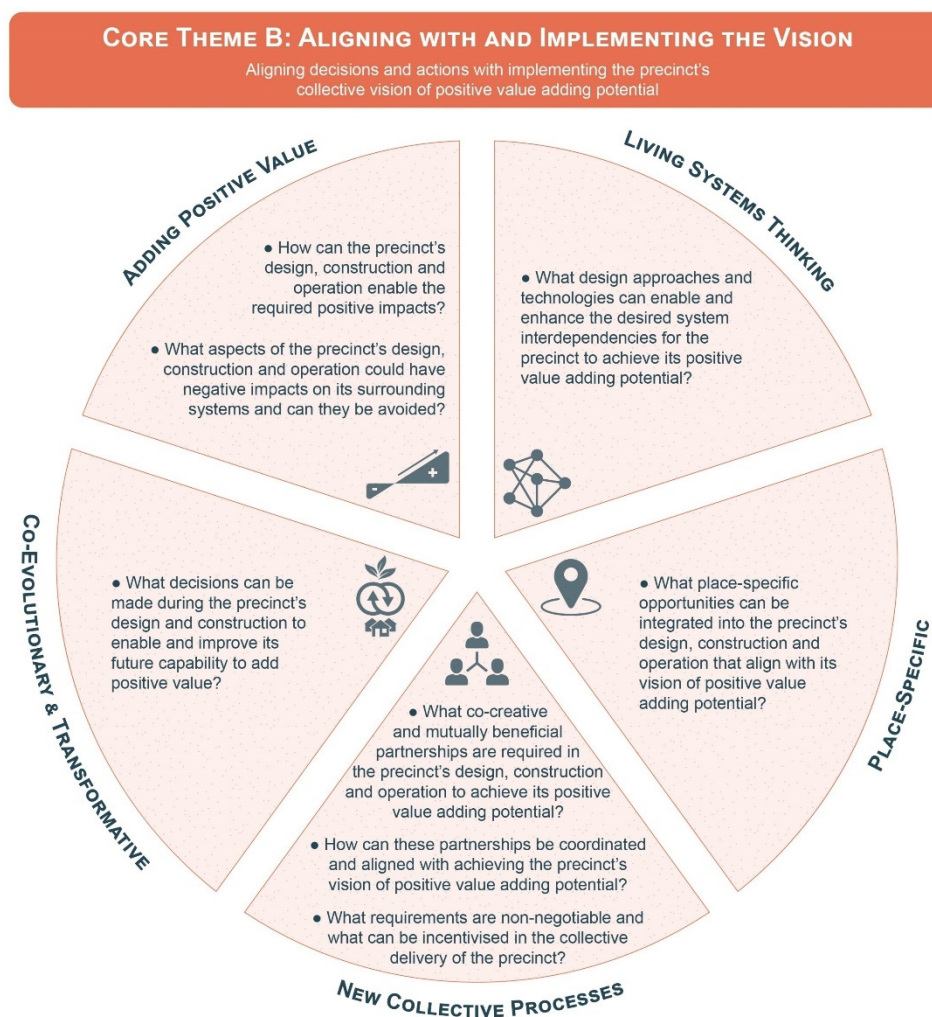 CORE THEME B: ALIGNING WITH AND IMPLEMENTING THE VISION
Aligning decisions and actions with implementing the precinct's
collective vision of positive value adding potential
ADDING POSITIVE VALUE
● How can the precinct's
design, construction and
operation enable the
required positive impacts?
● What aspects of the precinct's design,
construction and operation could have
negative impacts on its surrounding
systems and can they be avoided?
- +
LIVING SYSTEMS THINKING
● What design approaches and
technologies can enable and
enhance the desired system
interdependencies for the
precinct to achieve its positive
value adding potential?
PLACE-SPECIFIC
● What place-specific
opportunities can be
integrated into the precinct's
design, construction and
operation that align with its
vision of positive value
adding potential?
NEW COLLECTIVE PROCESSES
● What co-creative
and mutually beneficial
partnerships are required in
the precinct's design, construction
and operation to achieve its positive
value adding potential?
● How can these partnerships be coordinated
and aligned with achieving the precinct's
vision of positive value adding potential?
● What requirements are non-negotiable and
what can be incentivised in the collective
delivery of the precinct?
CO-EVOLUTIONARY & TRANSFORMATIVE
● What decisions can be
made during the precinct's
design and construction to
enable and improve its
future capability to add
positive value?